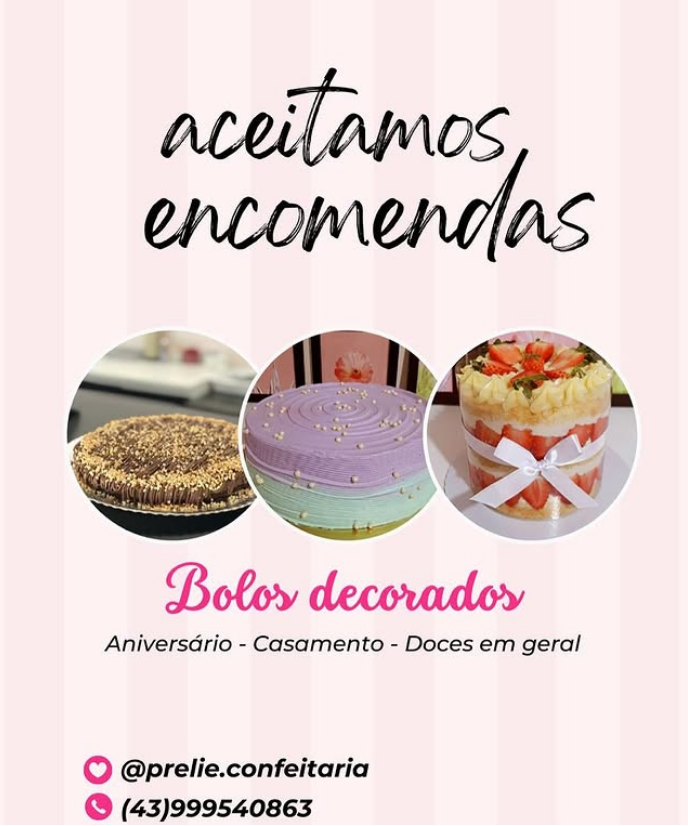 aceitamos
encomendas
Bolos decorados
Aniversário - Casamento - Doces em geral
@prelie.confeitaria
(43)999540863